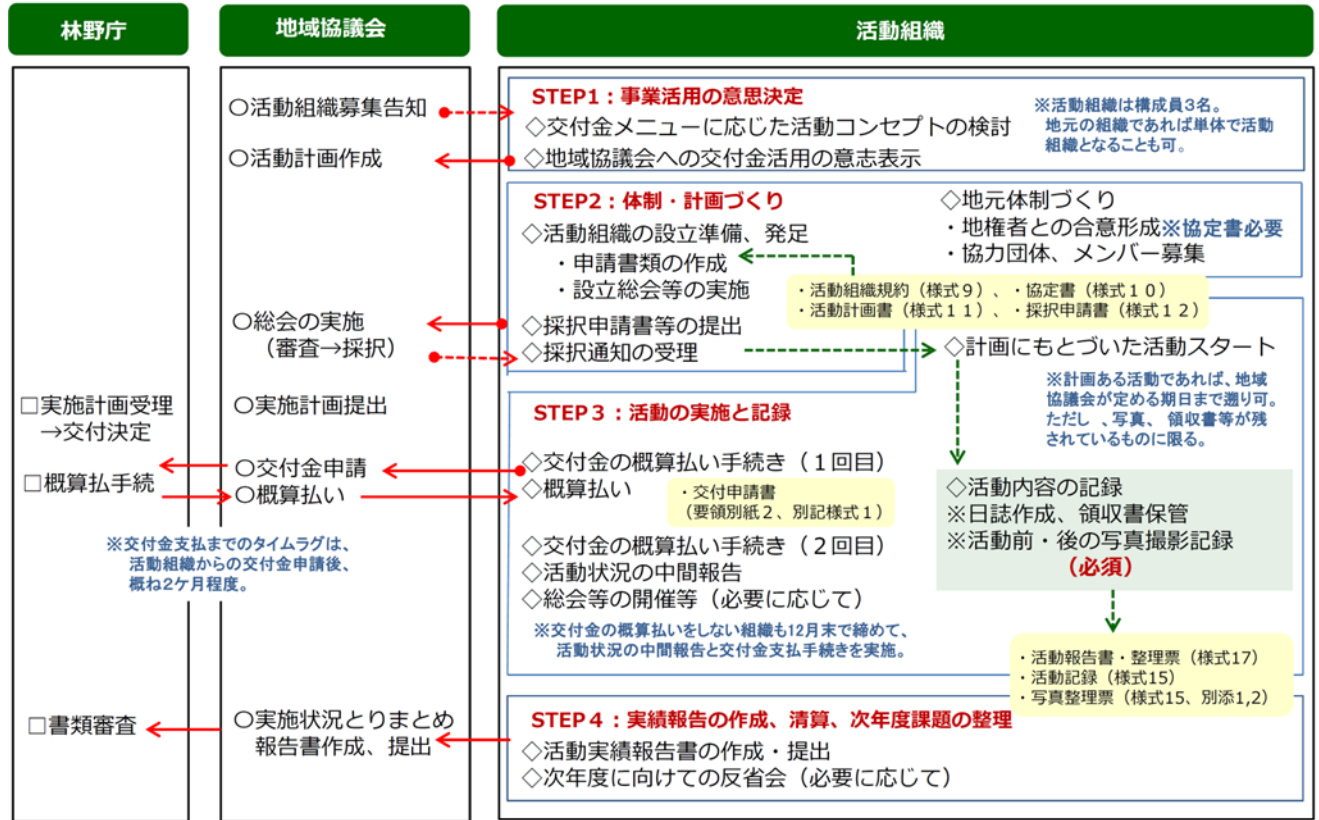 林野庁
地域協議会
活動組織
□実施計画受理
→交付決定
□概算払手続
□書類審査
〇活動組織募集告知
〇活動計画作成
〇総会の実施
（審査→採択）
〇実施計画提出
〇交付金申請
〇概算払い
※交付金支払までのタイムラグは、
活動組織からの交付金申請後、
概ね２ケ月程度。
〇実施状況とりまとめ
報告書作成、提出
STEP1：事業活用の意思決定
◇交付金メニューに応じた活動コンセプトの検討
◇地域協議会への交付金活用の意志表示
※活動組織は構成員３名。
地元の組織であれば単体で活動
組織となることも可。
STEP2：体制・計画づくり
◇活動組織の設立準備、発足
・申請書類の作成
・設立総会等の実施
◇採択申請書等の提出
◇採択通知の受理
◇地元体制づくり
・地権者との合意形成※協定書必要
・協力団体、メンバー募集
・活動組織規約（様式９）、・協定書（様式１０）
・活動計画書（様式１１）、・採択申請書（様式１２）
◇計画にもとづいた活動スタート
※計画ある活動であれば、地域
協議会が定める期日まで遡り可。
ただし 、写真、 領収書等が残
されているものに限る。
STEP３：活動の実施と記録
◇交付金の概算払い手続き（１回目）
◇概算払い
・交付申請書
（要領別紙２、別記様式１）
◇交付金の概算払い手続き（２回目）
◇活動状況の中間報告
◇総会等の開催等（必要に応じて）
※交付金の概算払いをしない組織も12月末で締めて、
活動状況の中間報告と交付金支払手続きを実施。
◇活動内容の記録
※日誌作成、領収書保管
※活動前・後の写真撮影記録
（必須）
・活動報告書・整理票（様式17）
・活動記録（様式15）
・写真整理票（様式15、別添1,2）
STEP４：実績報告の作成、清算、次年度課題の整理
◇活動実績報告書の作成・提出
◇次年度に向けての反省会（必要に応じて）